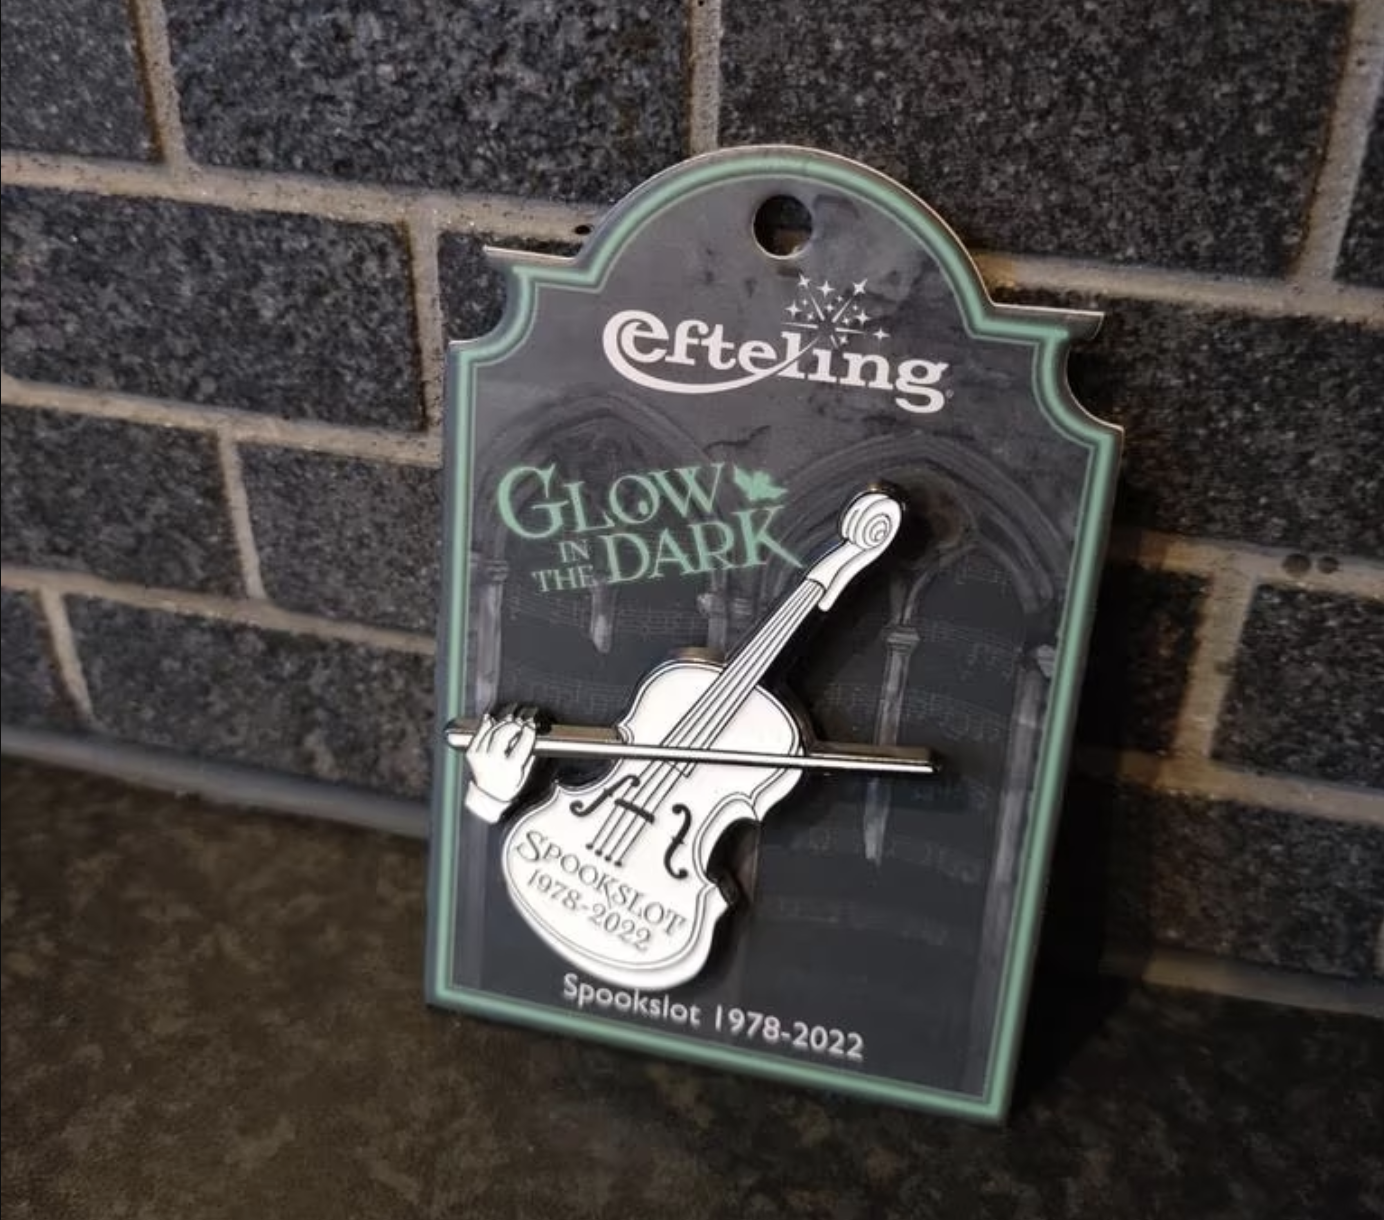 efteling
GLOW
IN THE DARK
SPOOKSLOT
1978-2022
Spookslot 1978-2022